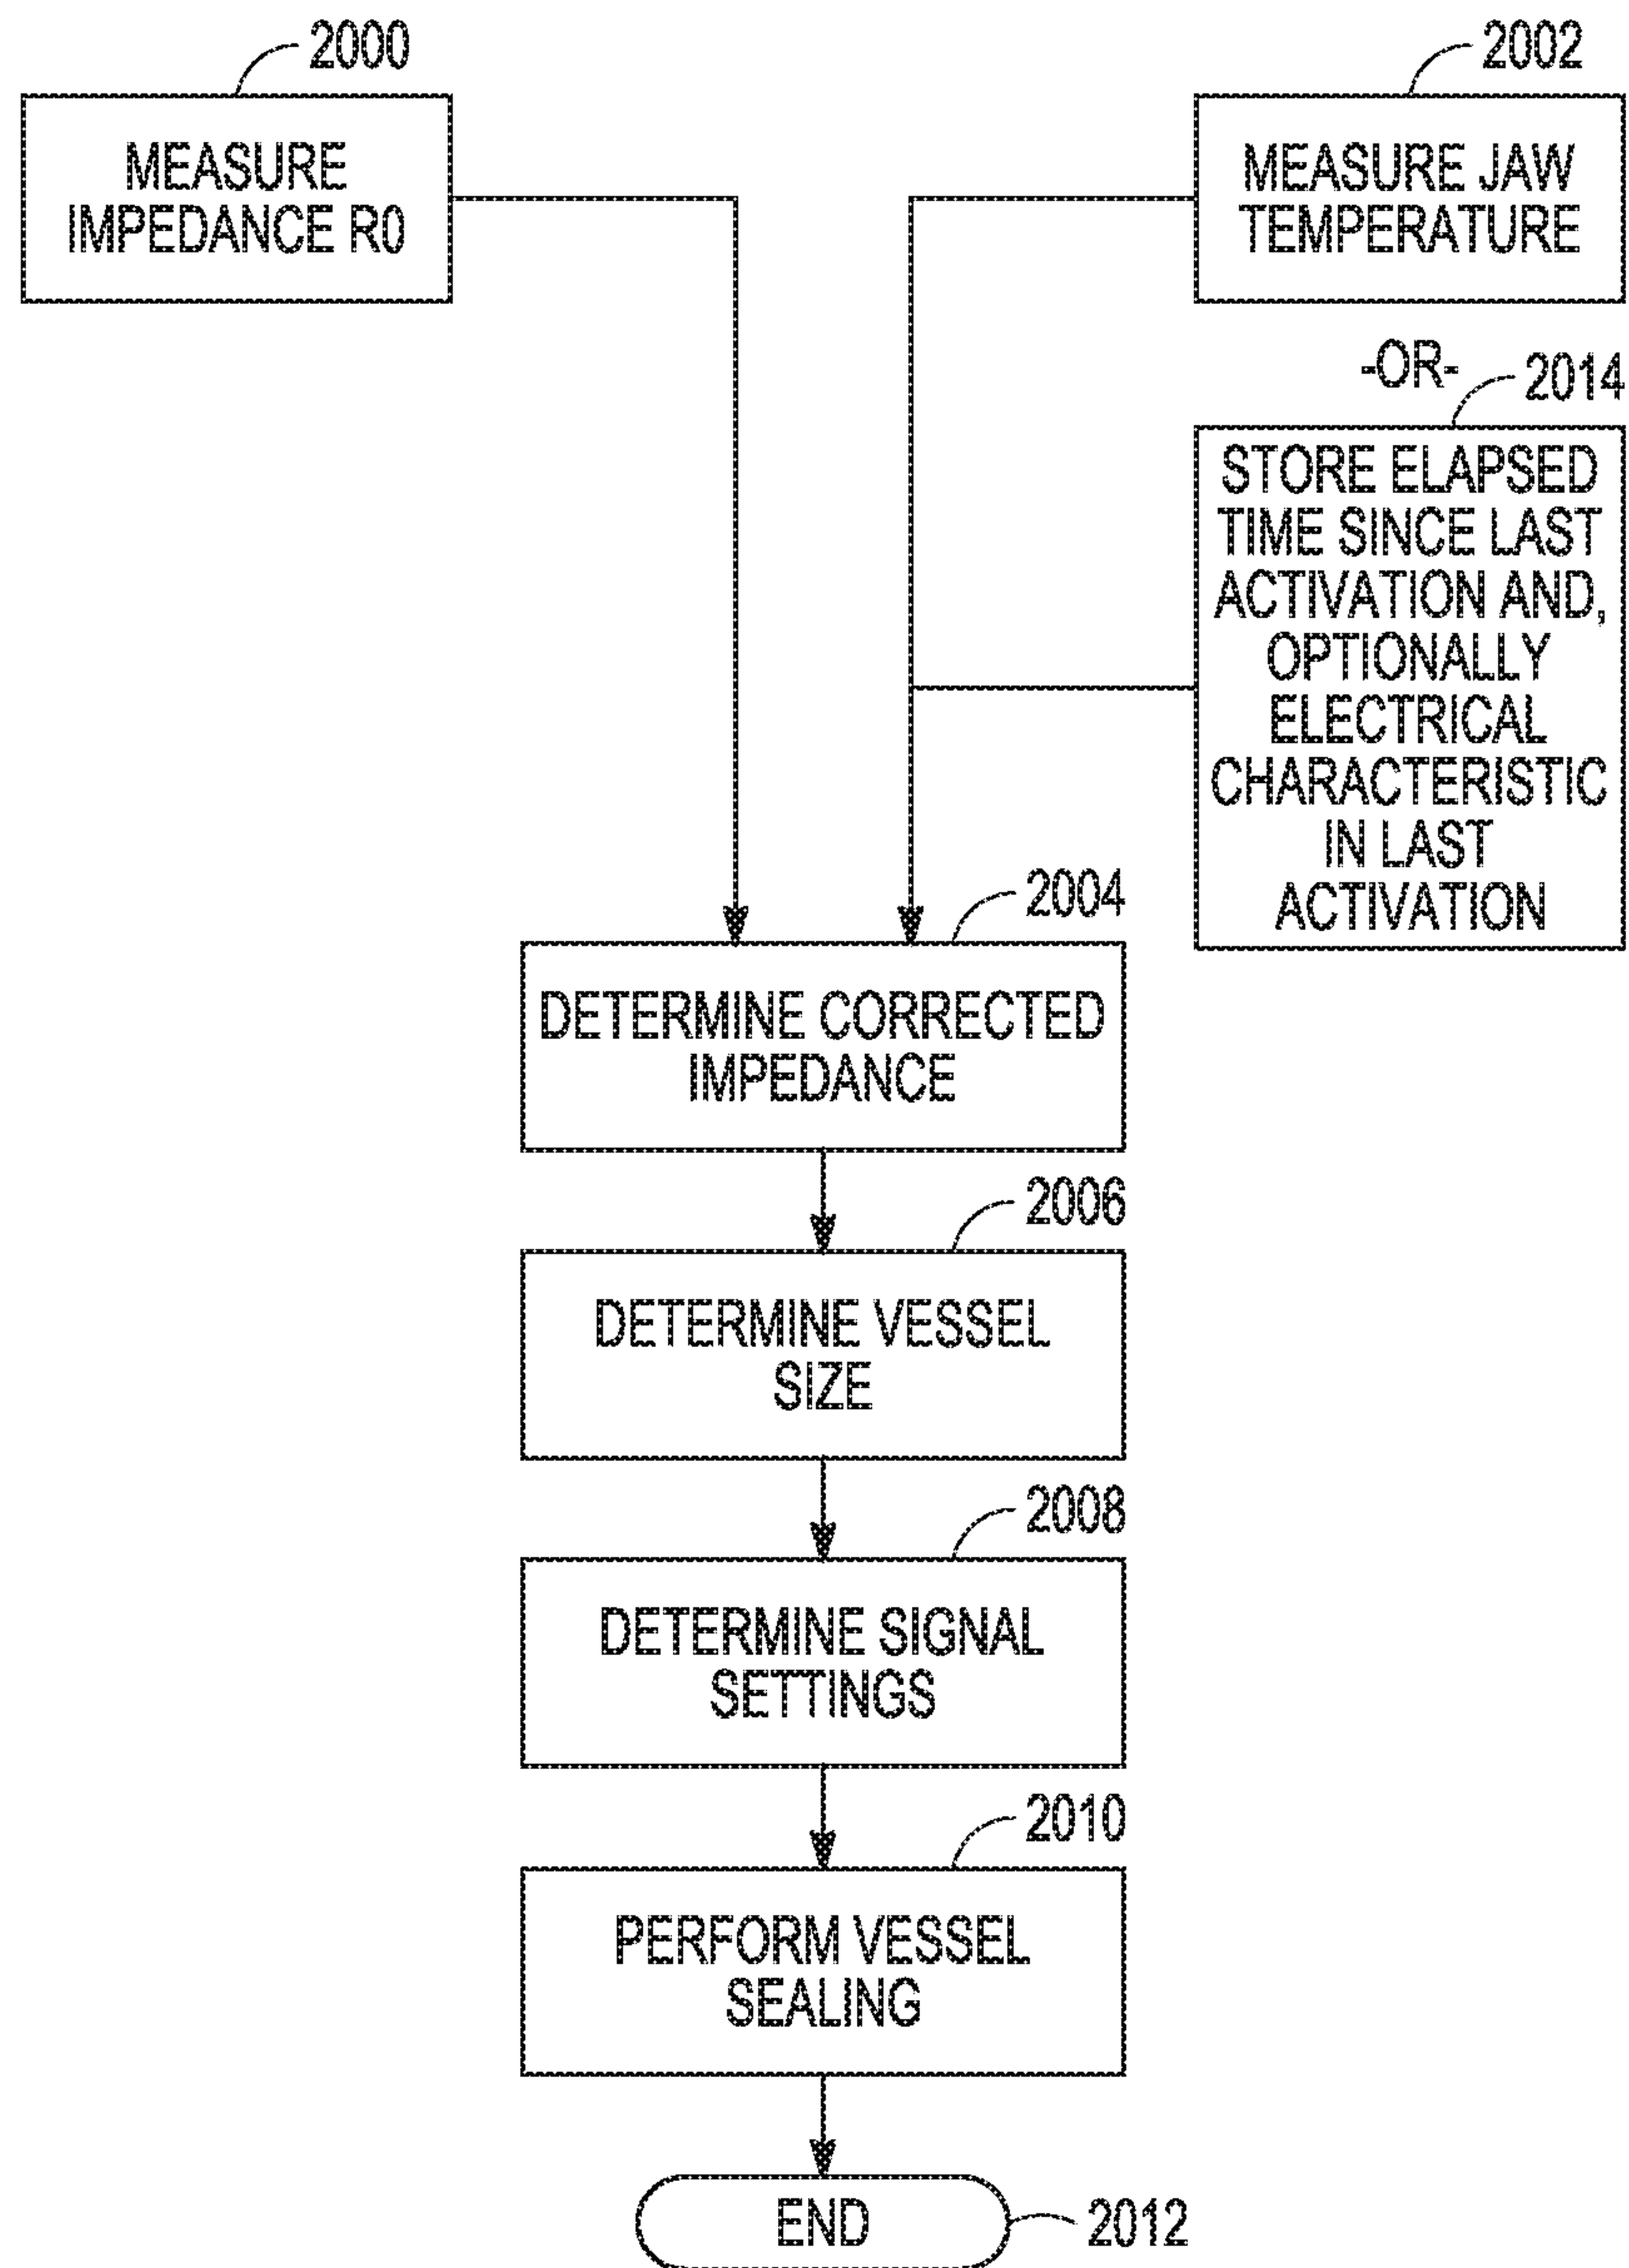 2000
MEASURE
IMPEDANCE R0
2002
MEASURE JAW
TEMPERATURE
-OR-
2014
STORE ELAPSED
TIME SINCE LAST
ACTIVATION AND,
OPTIONALLY
ELECTRICAL
CHARACTERISTIC
IN LAST
ACTIVATION
2004
DETERMINE CORRECTED
IMPEDANCE
2006
DETERMINE VESSEL
SIZE
2008
DETERMINE SIGNAL
SETTINGS
2010
PERFORM VESSEL
SEALING
END
2012